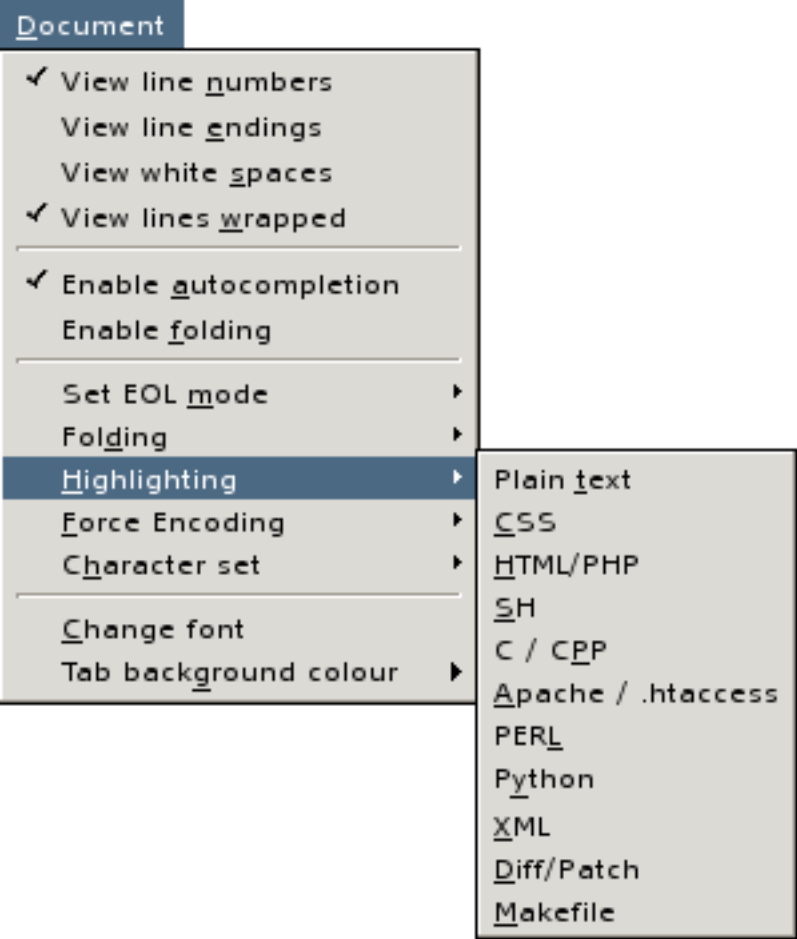 Document
View line numbers
View line endings
View white spaces
View lines wrapped
Enable autocompletion
Enable folding
Set EOL mode
Folding
Highlighting
Force Encoding
Character set
Change font
Tab background colour
Plain text
CSS
HTML/PHP
SH
C / CPP
Apache / .htaccess
PERL
Python
XML
Diff/Patch
Makefile